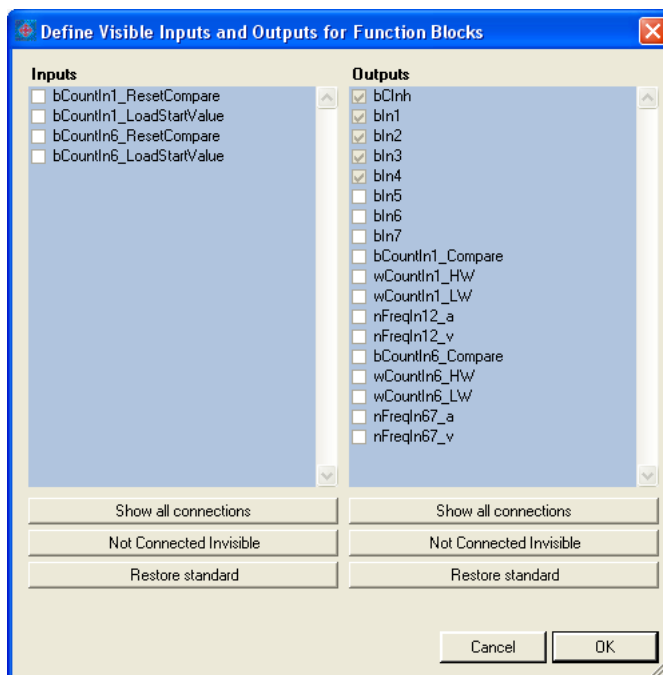 Define Visible Inputs and Outputs for Function Blocks
Inputs
bCountIn1_ResetCompare
bCountIn1_LoadStartValue
bCountIn6_ResetCompare
bCountIn6_LoadStartValue
Show all connections
Not Connected Invisible
Restore standard
Outputs
bCInh
bIn1
bIn2
bIn3
bIn4
bIn5
bIn6
bIn7
bCountIn1_Compare
wCountIn1_HW
wCountIn1_LW
nFreqIn12_a
nFreqIn12_v
bCountIn6_Compare
wCountIn6_HW
wCountIn6_LW
nFreqIn67_a
nFreqIn67_v
Show all connections
Not Connected Invisible
Restore standard
Cancel
OK